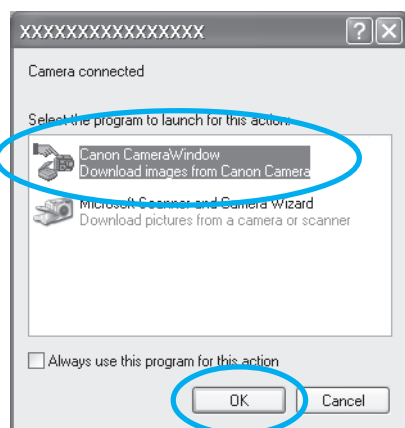 XXXXXXXXXXXXXXXX
Camera connected
Select the program to launch for this action:
Canon CameraWindow
Download images from Canon Camera
Microsoft Scanner and Camera Wizard
Download pictures from a camera or scanner
Always use this program for this action
OK
Cancel